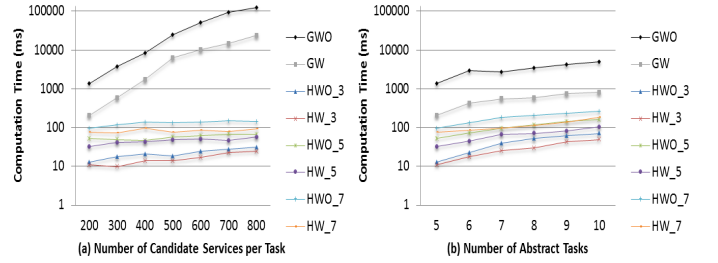 100000
10000
1000
100
10
1
Computation Time (ms)
200 300 400 500 600 700 800
(a) Number of Candidate Services per Task
GWO
GW
HWO_3
HW_3
HWO_5
HW_5
HWO_7
HW_7
100000
10000
1000
100
10
1
Computation Time (ms)
5 6 7 8 9 10
(b) Number of Abstract Tasks
GWO
GW
HWO_3
HW_3
HWO_5
HW_5
HWO_7
HW_7